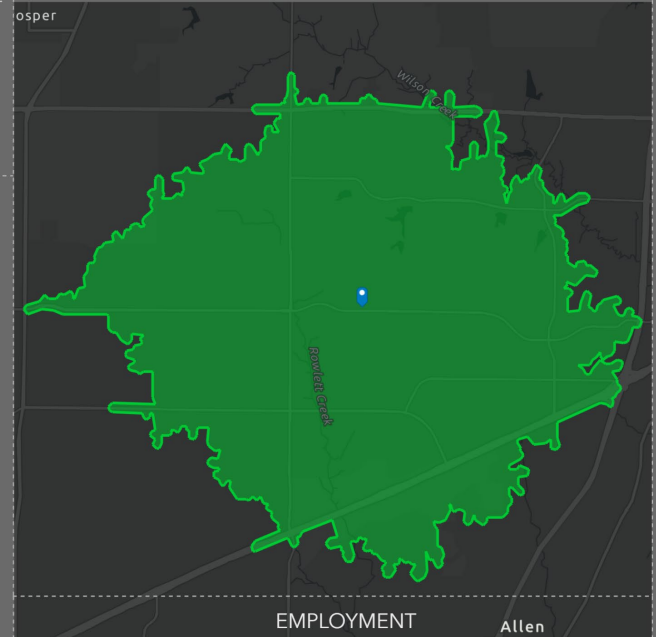 osper
Wilson Creek
Rowlett Creek
EMPLOYMENT
Allen